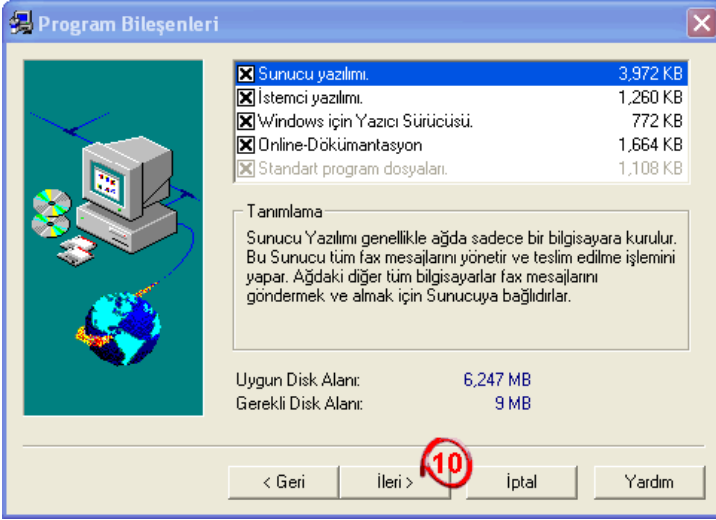 Program Bileşenleri
Sunucu yazılımı. 3,972 KB
İstemci yazılımı. 1,260 KB
Windows için Yazıcı Sürücüsü. 772 KB
Online-Dökümantasyon 1,664 KB
Standart program dosyaları. 1,108 KB
Tanımlama
Sunucu Yazılımı genellikle ağda sadece bir bilgisayara kurulur.
Bu Sunucu tüm fax mesajlarını yönetir ve teslim edilme işlemini
yapar. Ağdaki diğer tüm bilgisayarlar fax mesajlarını
göndermek ve almak için Sunucuya bağlıdırlar.
Uygun Disk Alanı: 6,247 MB
Gerekli Disk Alanı: 9 MB
10
< Geri İleri > İptal Yardım